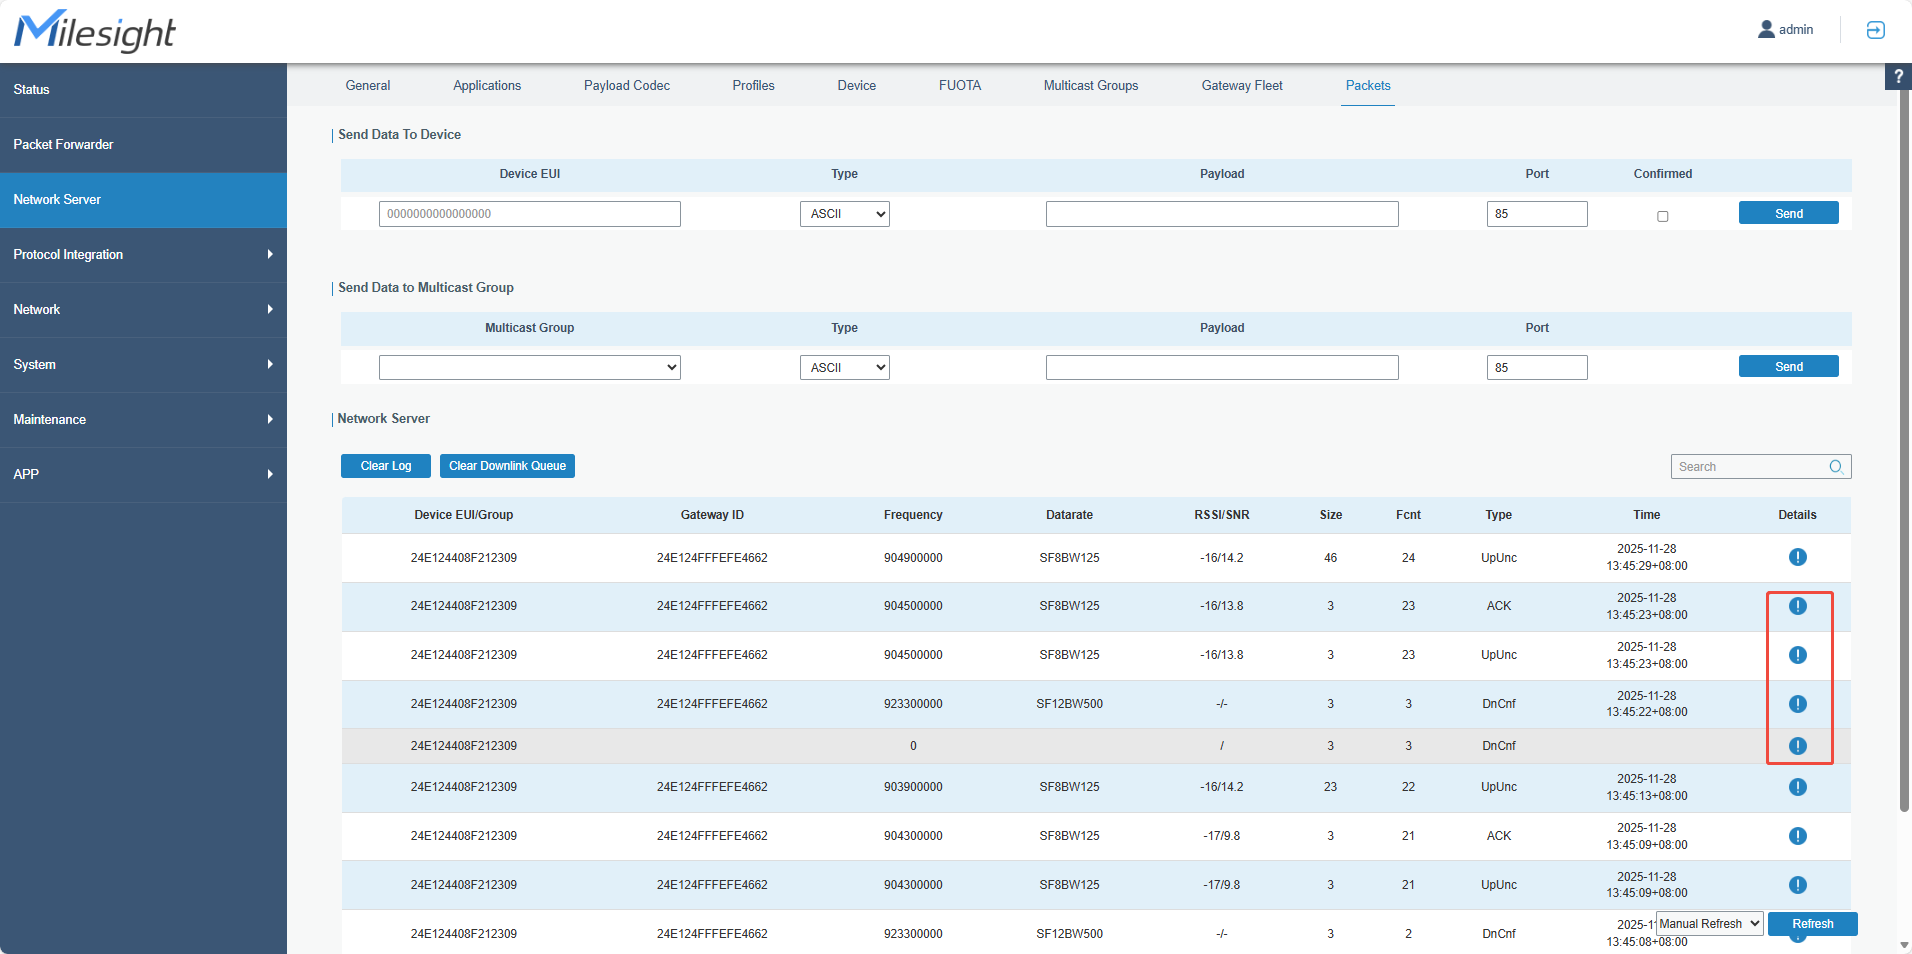 Milesight
admin
?
Status
Packet Forwarder
Network Server
Protocol Integration
Network
System
Maintenance
APP
General Applications Payload Codec Profiles Device FUOTA Multicast Groups Gateway Fleet Packets
Send Data To Device
Device EUI Type Payload Port Confirmed
0000000000000000 ASCII 85 Send
Send Data to Multicast Group
Multicast Group Type Payload Port
ASCII 85 Send
Network Server
Clear Log Clear Downlink Queue Search
Device EUI/Group Gateway ID Frequency Datarate RSSI/SNR Size Fcnt Type Time Details
24E124408F212309 24E124FFFEFE4662 904900000 SF8BW125 -16/14.2 46 24 UpUnc 2025-11-28
13:45:29+08:00
24E124408F212309 24E124FFFEFE4662 904500000 SF8BW125 -16/13.8 3 23 ACK 2025-11-28
13:45:23+08:00
24E124408F212309 24E124FFFEFE4662 904500000 SF8BW125 -16/13.8 3 23 UpUnc 2025-11-28
13:45:23+08:00
24E124408F212309 24E124FFFEFE4662 923300000 SF12BW500 -/- 3 3 DnCnf 2025-11-28
13:45:22+08:00
24E124408F212309 0 / 3 3 DnCnf
24E124408F212309 24E124FFFEFE4662 903900000 SF8BW125 -16/14.2 23 22 UpUnc 2025-11-28
13:45:13+08:00
24E124408F212309 24E124FFFEFE4662 904300000 SF8BW125 -17/9.8 3 21 ACK 2025-11-28
13:45:09+08:00
24E124408F212309 24E124FFFEFE4662 904300000 SF8BW125 -17/9.8 3 21 UpUnc 2025-11-28
13:45:09+08:00
24E124408F212309 24E124FFFEFE4662 923300000 SF12BW500 -/- 3 2 DnCnf 2025-11
13:45:08+08:00
Manual Refresh Refresh